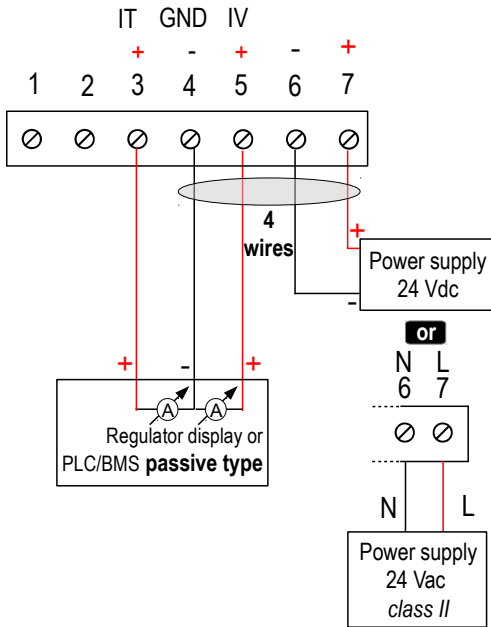 IT GND IV
+ - + - +
1 2 3 4 5 6 7
4
wires
+
Power supply
24 Vdc
-
or
N L
6 7
+ - +
A A
Regulator display or
PLC/BMS passive type
N L
Power supply
24 Vac
class II